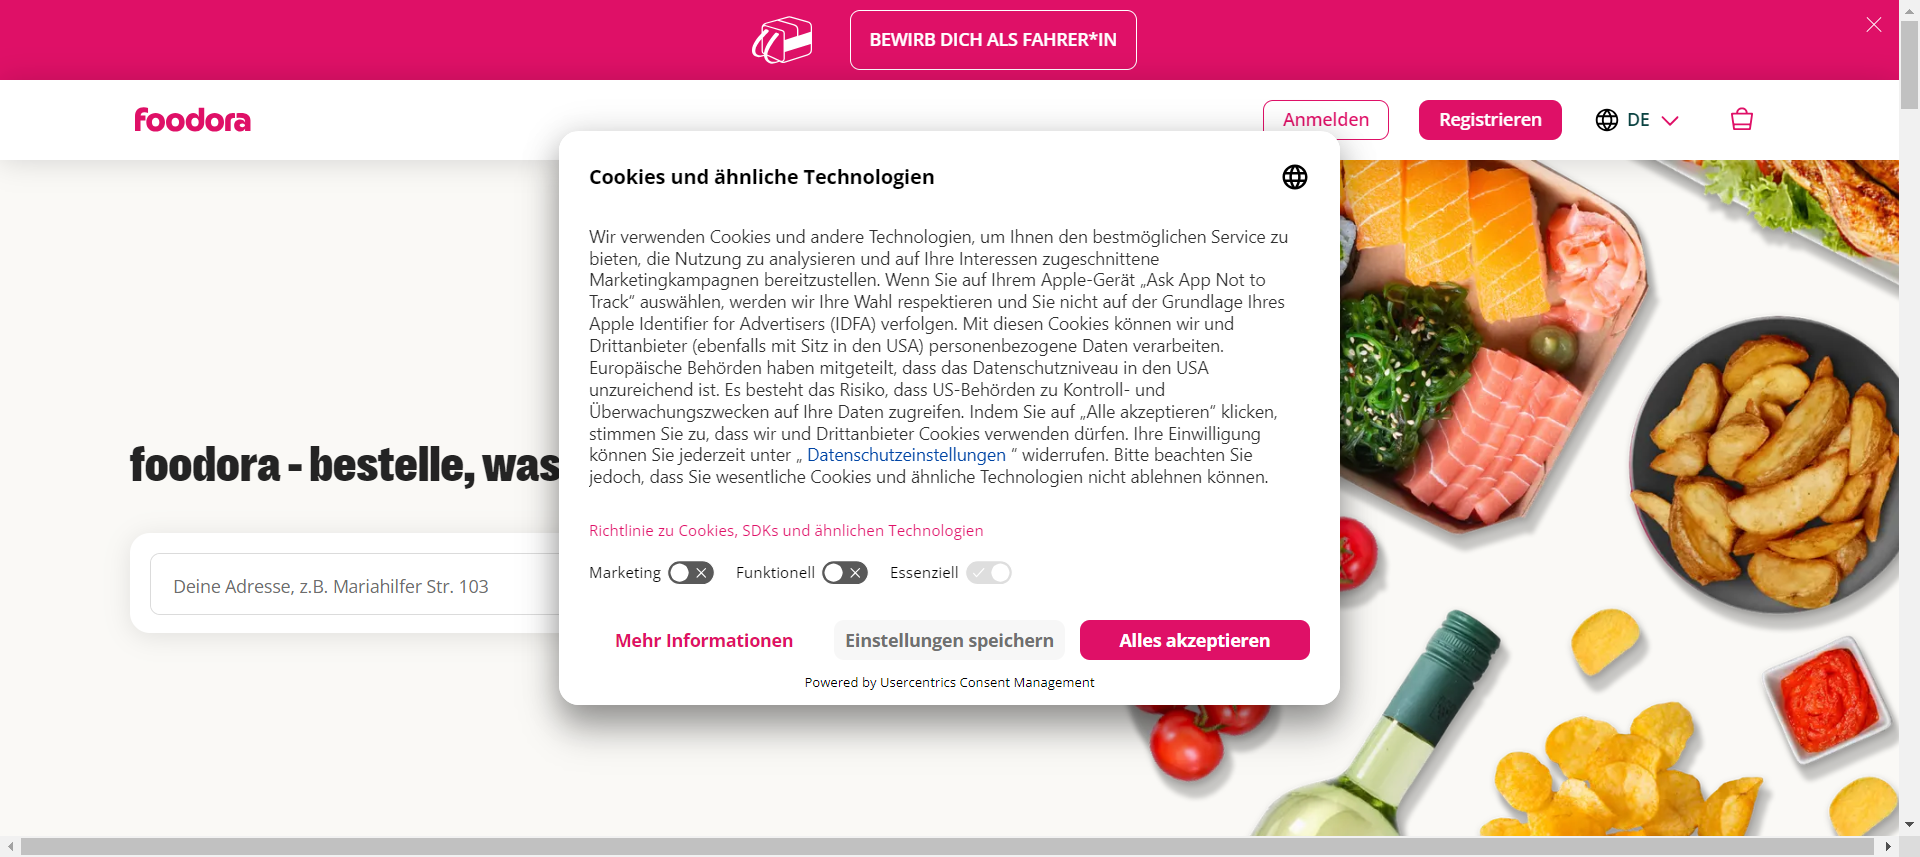 BEWIRB DICH ALS FAHRER*IN
foodora
Anmelden
Registrieren
DE
Cookies und ähnliche Technologien
Wir verwenden Cookies und andere Technologien, um Ihnen den bestmöglichen Service zu
bieten, die Nutzung zu analysieren und auf Ihre Interessen zugeschnittene
Marketingkampagnen bereitzustellen. Wenn Sie auf Ihrem Apple-Gerät „Ask App Not to
Track“ auswählen, werden wir Ihre Wahl respektieren und Sie nicht auf der Grundlage Ihres
Apple Identifier for Advertisers (IDFA) verfolgen. Mit diesen Cookies können wir und
Drittanbieter (ebenfalls mit Sitz in den USA) personenbezogene Daten verarbeiten.
Europäische Behörden haben mitgeteilt, dass das Datenschutzniveau in den USA
unzureichend ist. Es besteht das Risiko, dass US-Behörden zu Kontroll- und
Überwachungszwecken auf Ihre Daten zugreifen. Indem Sie auf „Alle akzeptieren“ klicken,
stimmen Sie zu, dass wir und Drittanbieter Cookies verwenden dürfen. Ihre Einwilligung
können Sie jederzeit unter „ Datenschutzeinstellungen “ widerrufen. Bitte beachten Sie
jedoch, dass Sie wesentliche Cookies und ähnliche Technologien nicht ablehnen können.
Richtlinie zu Cookies, SDKs und ähnlichen Technologien
Marketing Funktionell Essenziell
Mehr Informationen Einstellungen speichern Alles akzeptieren
Powered by Usercentrics Consent Management
foodora - bestelle, was
Deine Adresse, z.B. Mariahilfer Str. 103